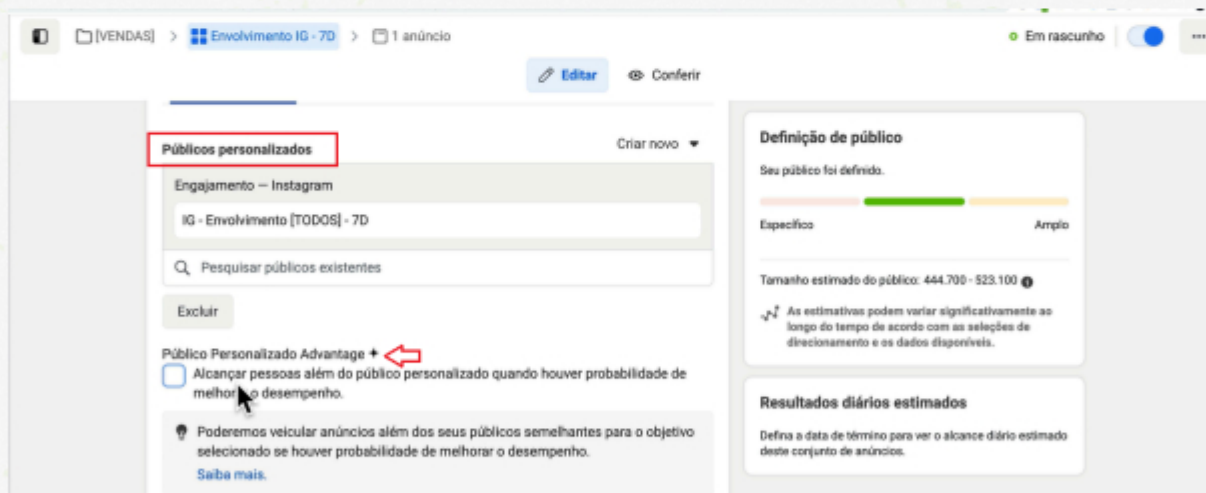 [VENDAS] > Envolvimento IG - 7D > 1 anúncio
Em rascunho
Editar
Conferir
Públicos personalizados
Criar novo
Engajamento — Instagram
IG - Envolvimento [TODOS] - 7D
Pesquisar públicos existentes
Excluir
Público Personalizado Advantage +
Alcançar pessoas além do público personalizado quando houver probabilidade de
melhorar o desempenho.
Poderemos veicular anúncios além dos seus públicos semelhantes para o objetivo
selecionado se houver probabilidade de melhorar o desempenho.
Saiba mais.
Definição de público
Seu público foi definido.
Específico
Amplo
Tamanho estimado do público: 444.700 - 523.100
As estimativas podem variar significativamente ao
longo do tempo de acordo com as seleções de
direcionamento e os dados disponíveis.
Resultados diários estimados
Defina a data de término para ver o alcance diário estimado
deste conjunto de anúncios.